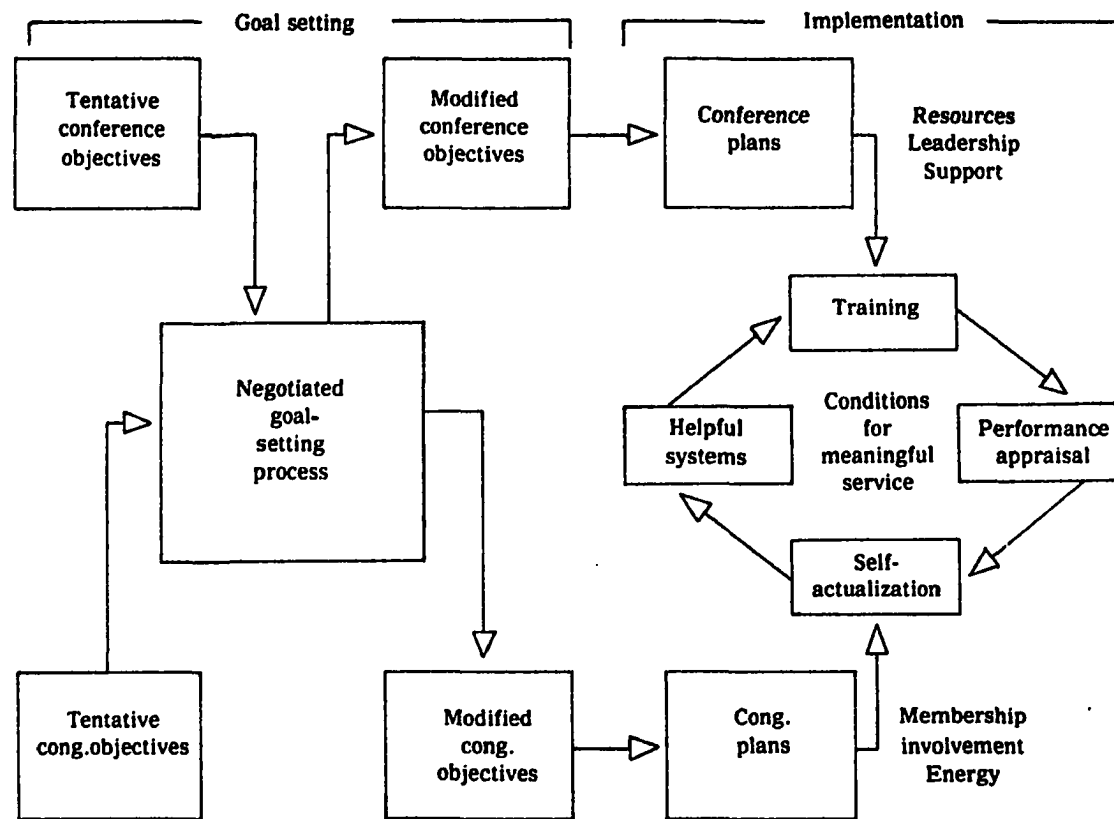 Goal setting
Implementation
Tentative
conference
objectives
Modified
conference
objectives
Conference
plans
Resources
Leadership
Support
Training
Negotiated
goal-
setting
process
Helpful
systems
Conditions
for
meaningful
service
Performance
appraisal
Self-
actualization
Tentative
cong.objectives
Modified
cong.
objectives
Cong.
plans
Membership
involvement
Energy